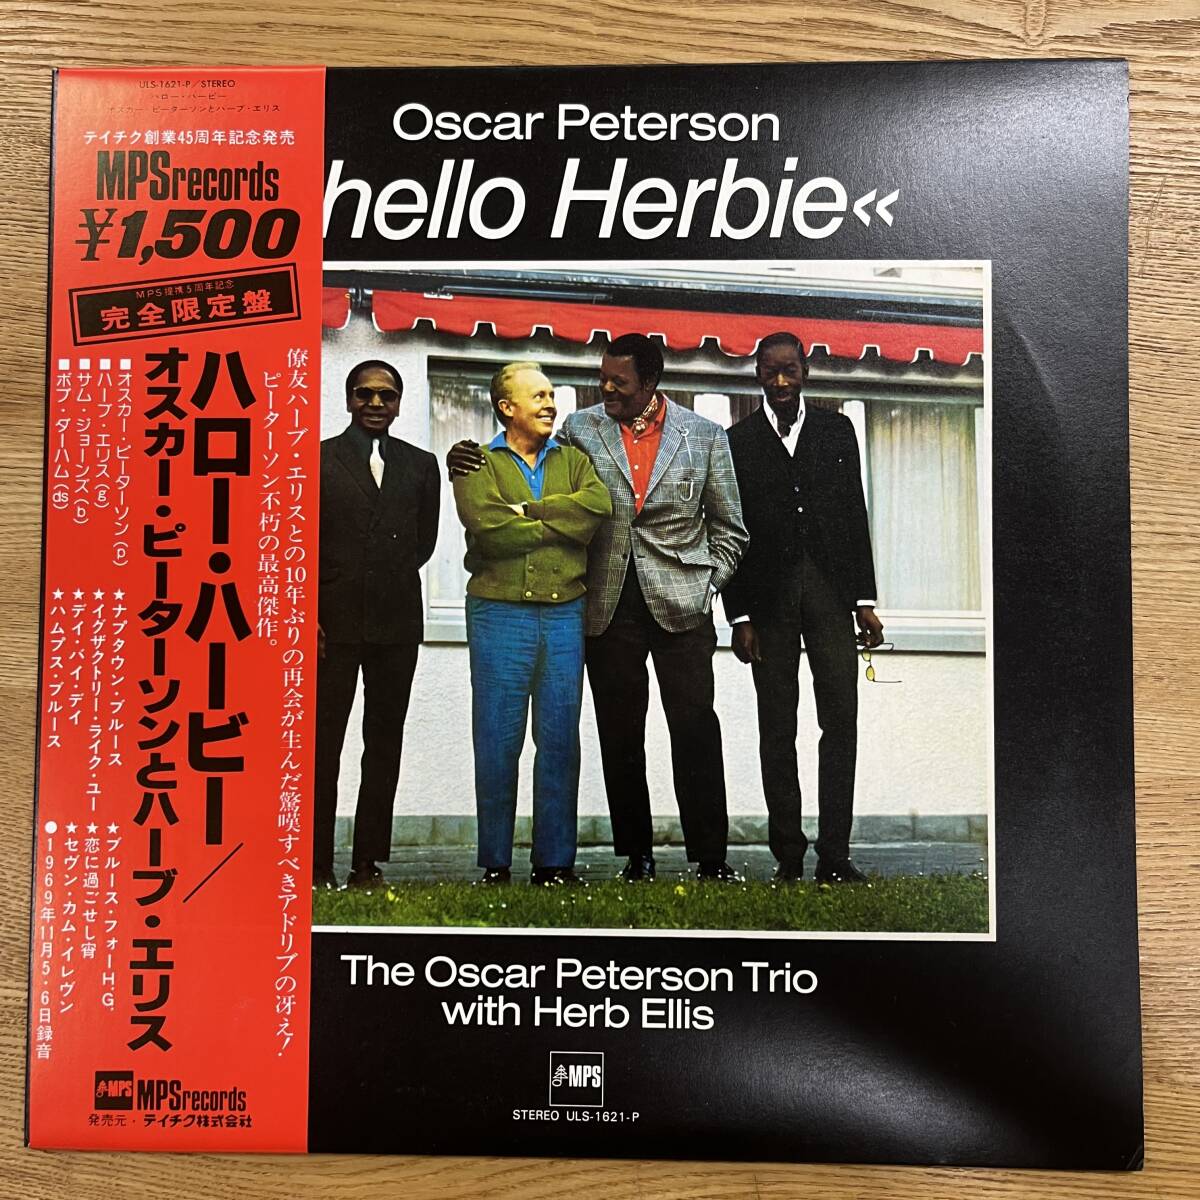 ULS-1621-P/STEREO
ハロー・ハービー
オスカー・ピーターソンとハーブ・エリス
テイチク創業45周年記念発売
MPSrecords
¥1,500
MPS提携5周年記念
完全限定盤
ハロー・ハービー/
オスカー・ピーターソンとハーブ・エリス
■オスカー・ピーターソン(p)
■ハーブ・エリス(g)
■サム・ジョーンズ(b)
■ボブ・ダーハム(ds)
★ナプタウン・ブルース
★イグザクトリー・ライク・ユー
★デイ・バイ・デイ
★ハムプス・ブルース
★ブルース・フォーH.G.
★恋に過ごせし宵
★セヴン・カム・イレヴン
●1969年11月5・6日録音
僚友ハーブ・エリスとの10年ぶりの再会が生んだ驚嘆すべきアドリブの冴え!
ピーターソン不朽の最高傑作。
MPS
MPSrecords
発売元・テイチク株式会社
Oscar Peterson
hello Herbie«
The Oscar Peterson Trio
with Herb Ellis
MPS
STEREO ULS-1621-P